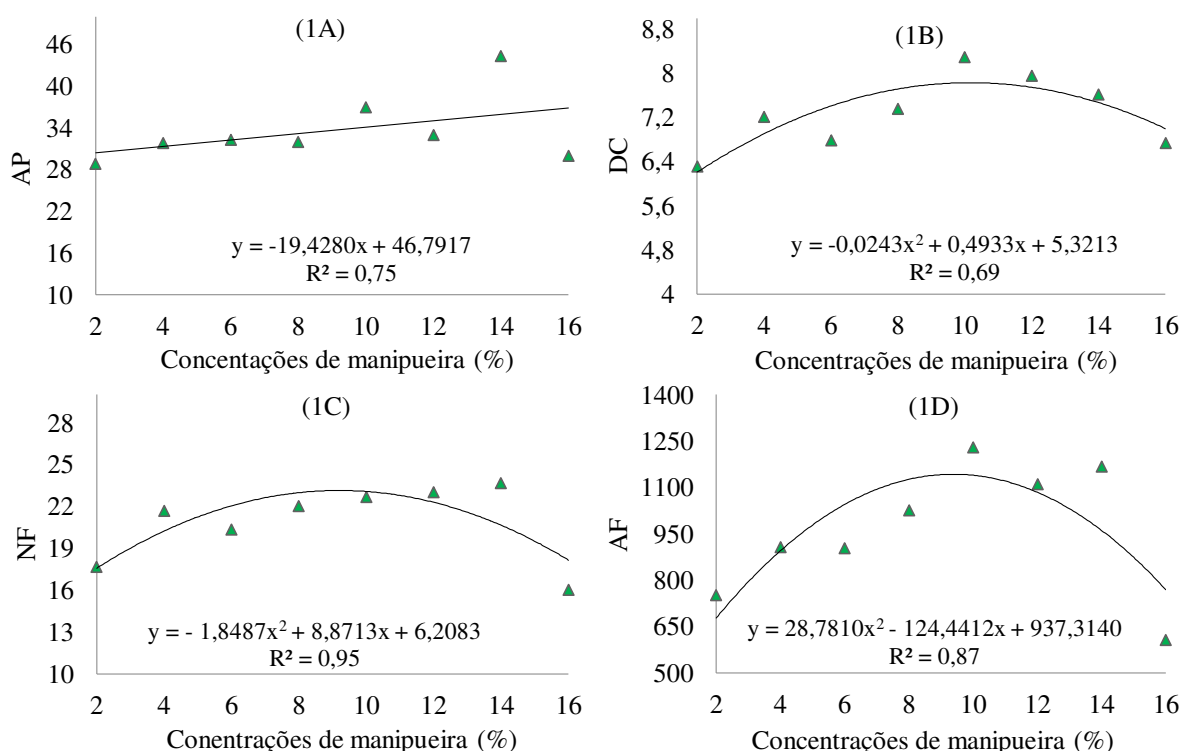 (1A)
46
40
34
28
22
16
10
AP
y = -19,4280x + 46,7917
R² = 0,75
2 4 6 8 10 12 14 16
Concentações de manipueira (%)
(1B)
8,8
8
7,2
6,4
5,6
4,8
4
DC
y = -0,0243x² + 0,4933x + 5,3213
R² = 0,69
2 4 6 8 10 12 14 16
Concentrações de manipueira (%)
(1C)
28
25
22
19
16
13
10
NF
y = - 1,8487x² + 8,8713x + 6,2083
R² = 0,95
2 4 6 8 10 12 14 16
Conentrações de manipueira (%)
(1D)
1400
1250
1100
950
800
650
500
AF
y = 28,7810x² - 124,4412x + 937,3140
R² = 0,87
2 4 6 8 10 12 14 16
Concentrações de manipueira (%)